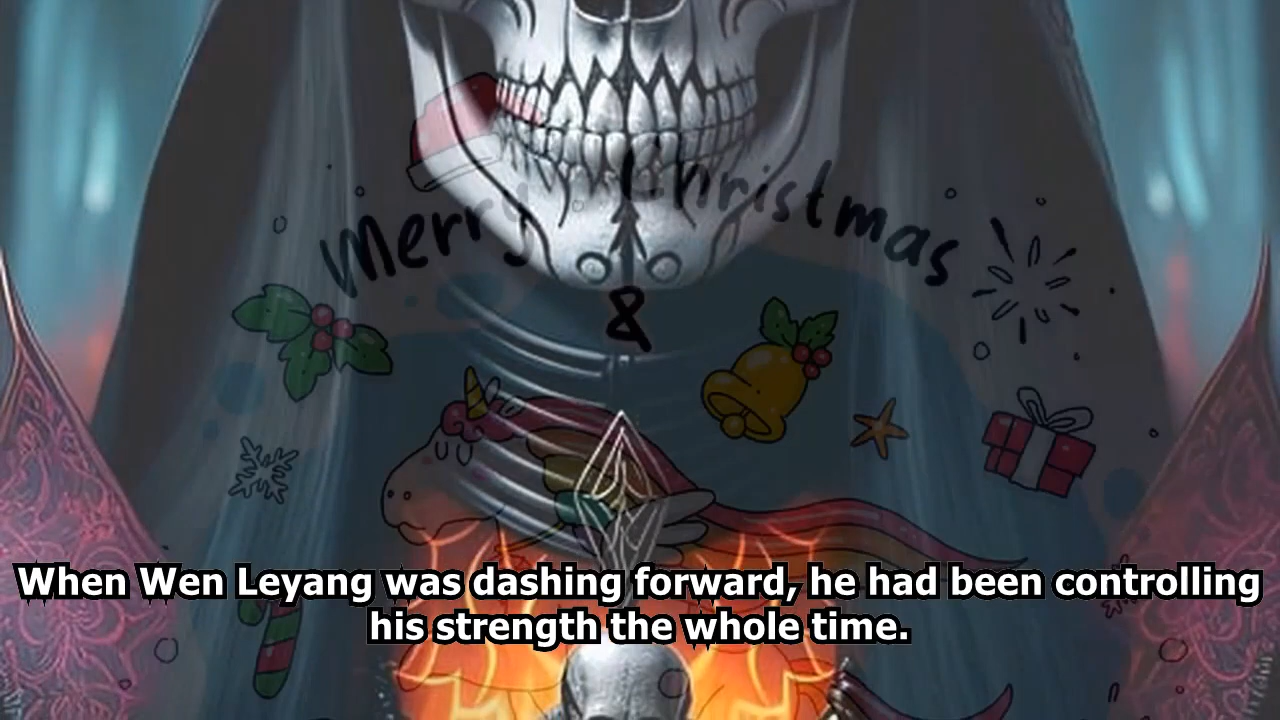 Merry Christmas
&
When Wen Leyang was dashing forward, he had been controlling
his strength the whole time.